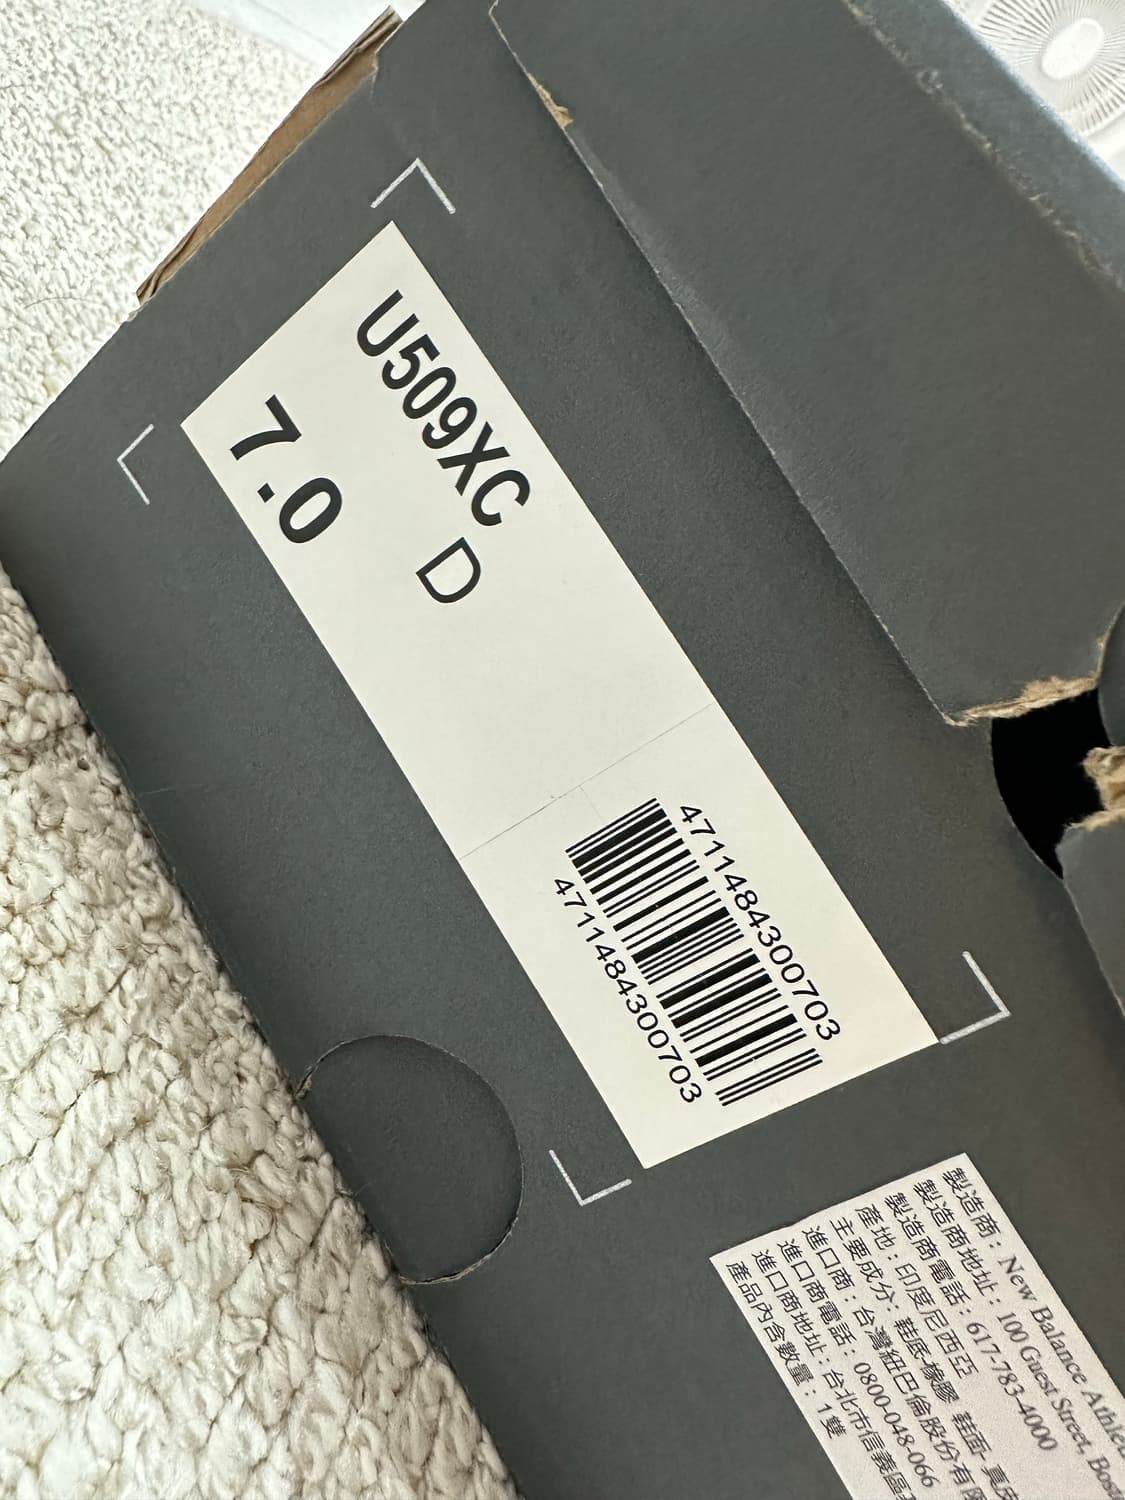 U509XC D
7.0
4711484300703
4711484300703
製造商: New Balance Athle
製造商地址: 100 Guest Street, Bos
製造商電話: 617-783-4000
產地:印度尼西亞
主要成分: 鞋底-橡膠 鞋面- 真
進口商: 台灣紐巴倫股份有
進口商電話: 0800-048-066
進口商地址:台北市信義區
產品內含數量:1雙